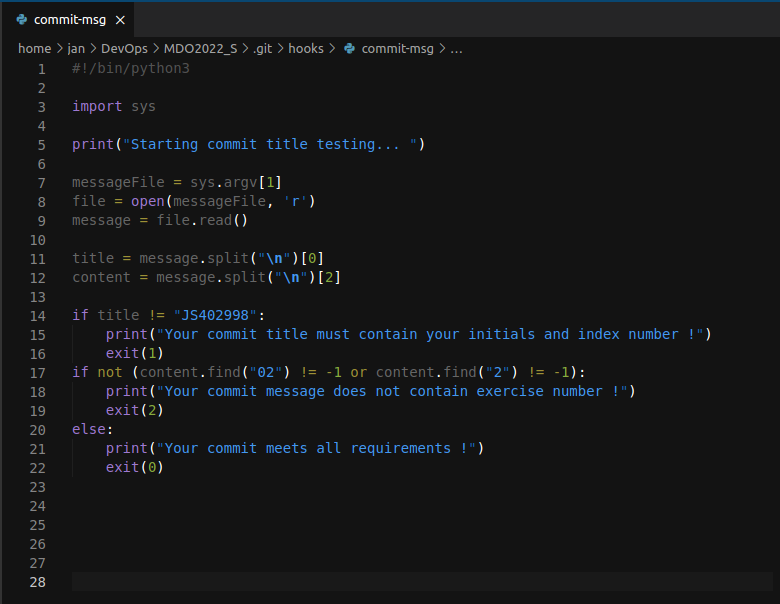 commit-msg ×
home > jan > DevOps > MDO2022_S > .git > hooks > commit-msg > ...
1 #!/bin/python3
2
3 import sys
4
5 print("Starting commit title testing... ")
6
7 messageFile = sys.argv[1]
8 file = open(messageFile, 'r')
9 message = file.read()
10
11 title = message.split("\n")[0]
12 content = message.split("\n")[2]
13
14 if title != "JS402998":
15     print("Your commit title must contain your initials and index number !")
16     exit(1)
17 if not (content.find("02") != -1 or content.find("2") != -1):
18     print("Your commit message does not contain exercise number !")
19     exit(2)
20 else:
21     print("Your commit meets all requirements !")
22     exit(0)
23
24
25
26
27
28